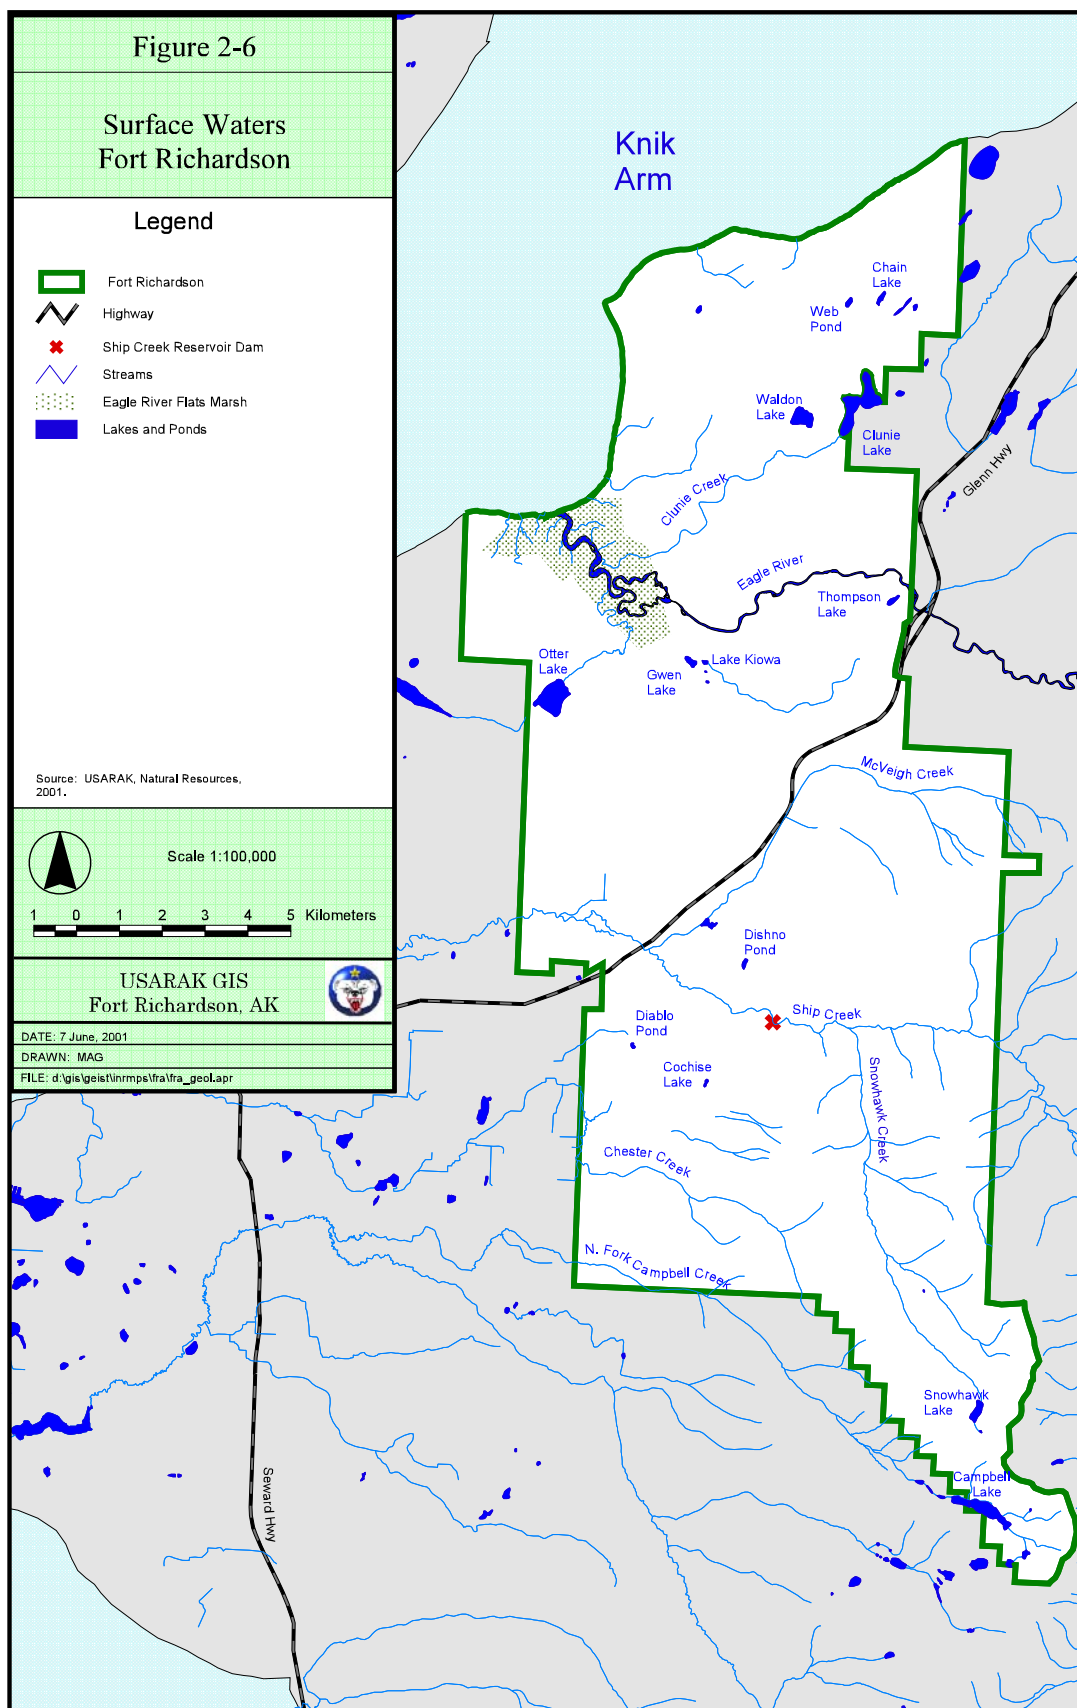 Figure 2-6
Surface Waters
Fort Richardson
Legend
Fort Richardson
Highway
Ship Creek Reservoir Dam
Streams
Eagle River Flats Marsh
Lakes and Ponds
Source: USARAK, Natural Resources,
2001.
Scale 1:100,000
1 0 1 2 3 4 5 Kilometers
USARAK GIS
Fort Richardson, AK
DATE: 7 June, 2001
DRAWN: MAG
FILE: d:\gis\geist\inrmps\fra\fra_geol.apr
Knik
Arm
Chain
Lake
Web
Pond
Waldon
Lake
Clunie
Lake
Glenn Hwy
Clunie Creek
Eagle River
Thompson
Lake
Otter
Lake
Lake Kiowa
Gwen
Lake
McVeigh Creek
Dishno
Pond
Ship Creek
Diablo
Pond
Cochise
Lake
Snowhawk Creek
Chester Creek
N. Fork Campbell Creek
Snowhawk
Lake
Campbell
Lake
Seward Hwy